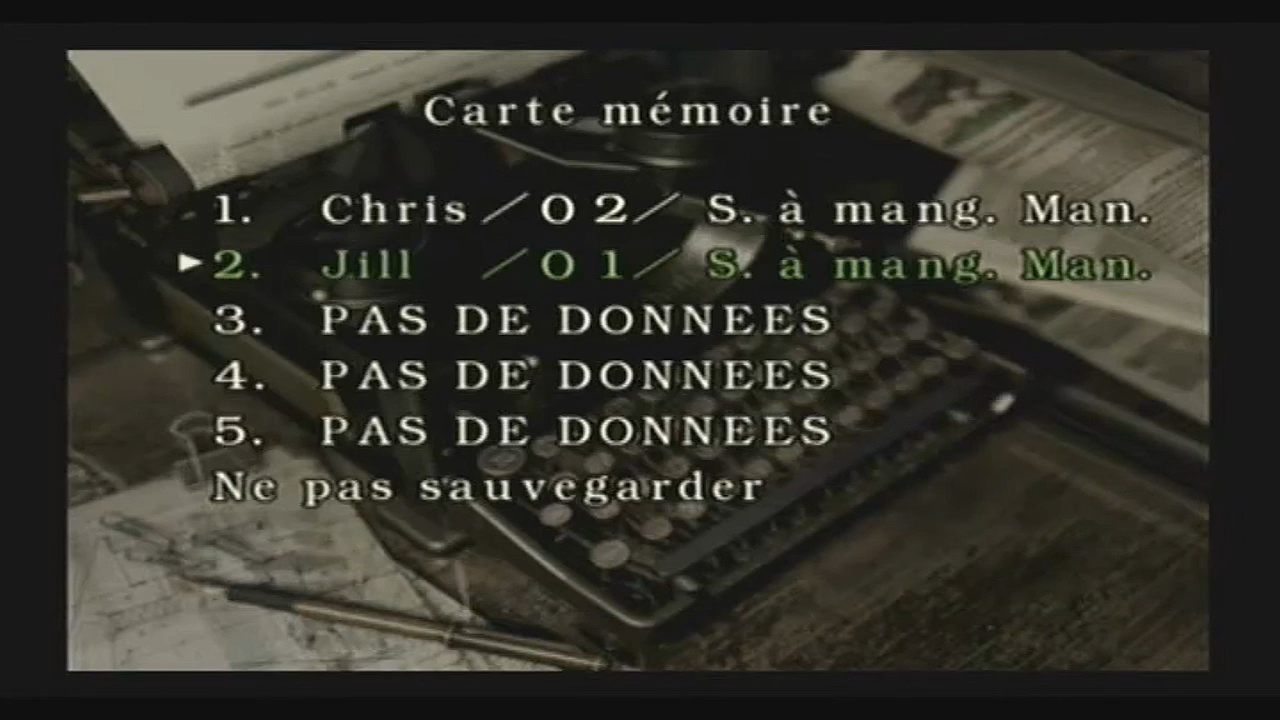 Carte mémoire
1. Chris／02／ S. à mang. Man.
2. Jill ／01／ S. à mang. Man.
3. PAS DE DONNEES
4. PAS DE DONNEES
5. PAS DE DONNEES
Ne pas sauvegarder